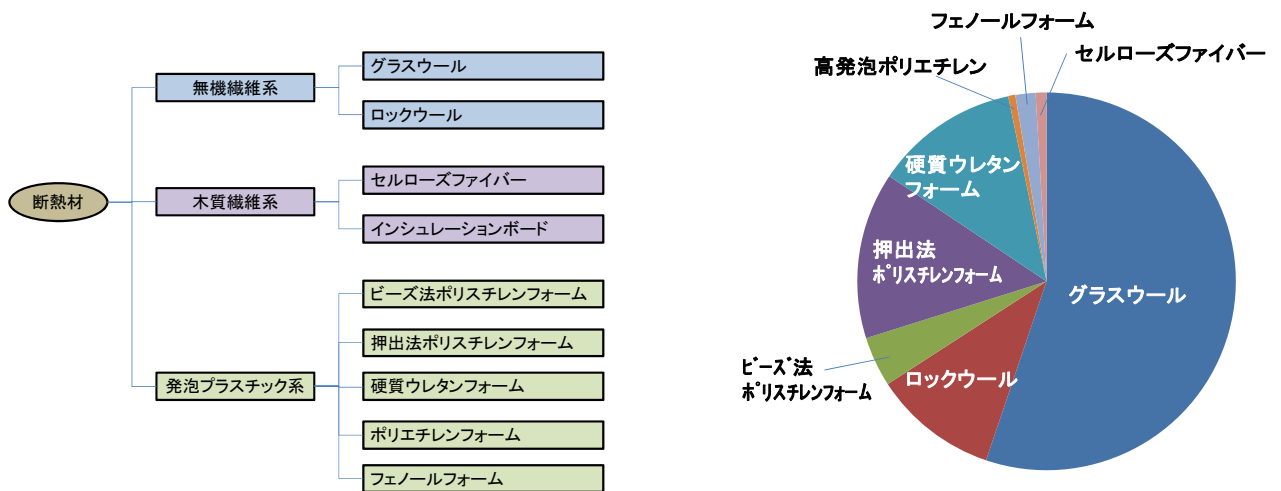 断熱材
無機繊維系
グラスウール
ロックウール
木質繊維系
セルローズファイバー
インシュレーションボード
発泡プラスチック系
ビーズ法ポリスチレンフォーム
押出法ポリスチレンフォーム
硬質ウレタンフォーム
ポリエチレンフォーム
フェノールフォーム
フェノールフォーム
セルローズファイバー
高発泡ポリエチレン
硬質ウレタン
フォーム
押出法
ﾎﾟﾘｽﾁﾚﾝﾌｫｰﾑ
グラスウール
ﾋﾞｰｽﾞ法
ﾎﾟﾘｽﾁﾚﾝﾌｫｰﾑ
ロックウール